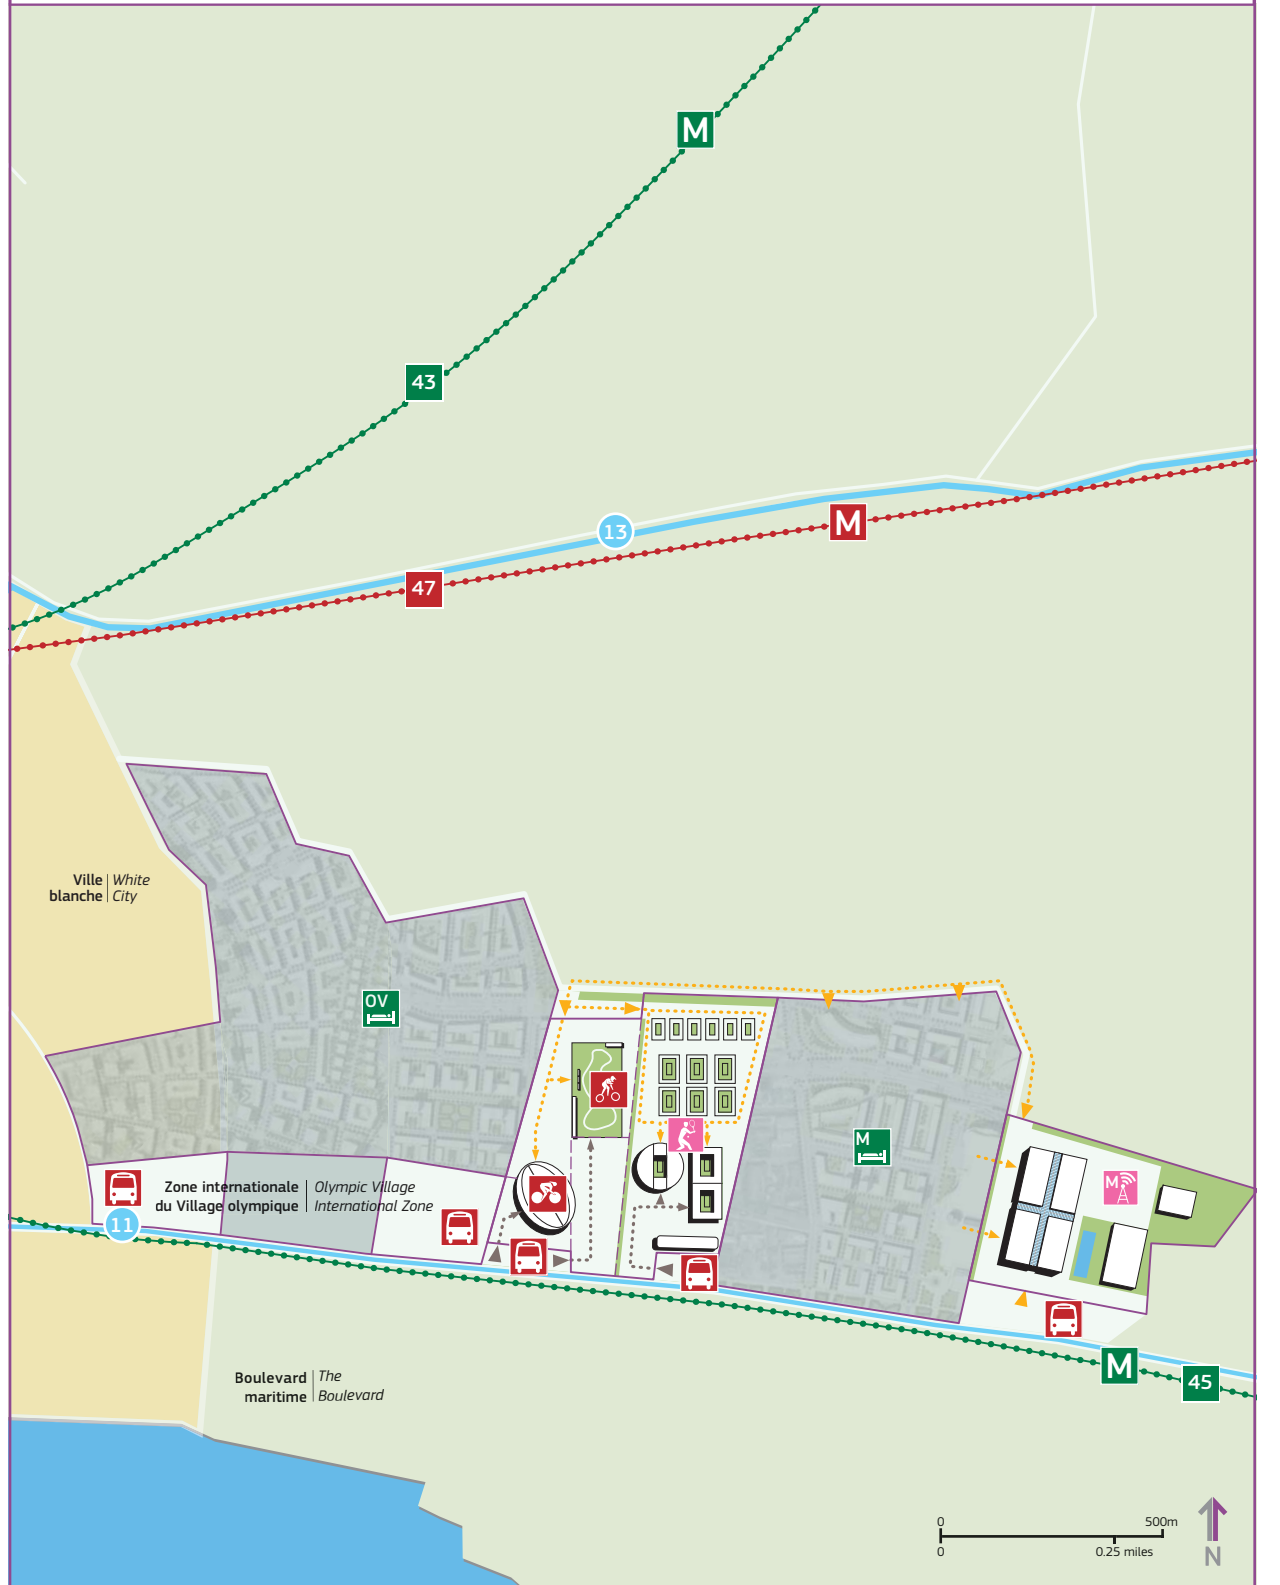 M
43
13
M
47
Ville | White
blanche | City
OV
M
M
Zone internationale | Olympic Village
du Village olympique | International Zone
11
M
45
Boulevard | The
maritime | Boulevard
0 500m
0 0.25 miles
N